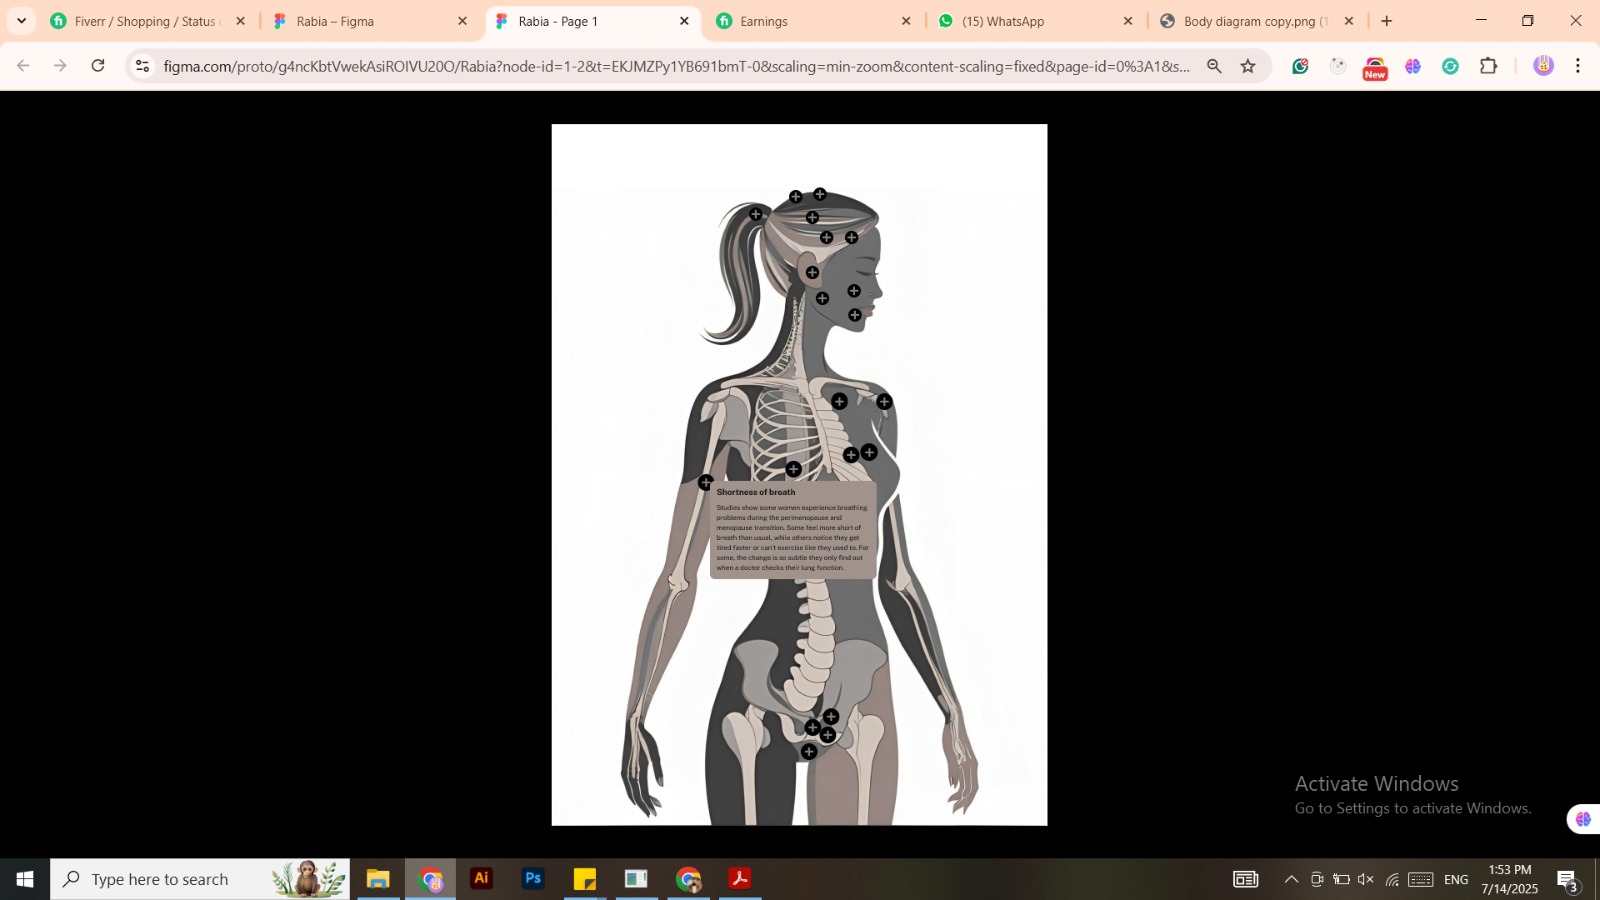 Fiverr / Shopping / Status
Rabia – Figma
Rabia - Page 1
Earnings
(15) WhatsApp
Body diagram copy.png (1
figma.com/proto/g4ncKbtVwekAsiROIVU20O/Rabia?node-id=1-2&t=EKJMZPy1YB691bmT-0&scaling=min-zoom&content-scaling=fixed&page-id=0%3A1&s...
New
Shortness of breath
Studies show some women experience breathing
problems during the perimenopause and
menopause transition. Some feel more short of
breath than usual, while others notice they get
tired faster or can't exercise like they used to. For
some, the change is so subtle they only find out
when a doctor checks their lung function.
Activate Windows
Go to Settings to activate Windows.
Type here to search
Ai
Ps
ENG
1:53 PM
7/14/2025
3